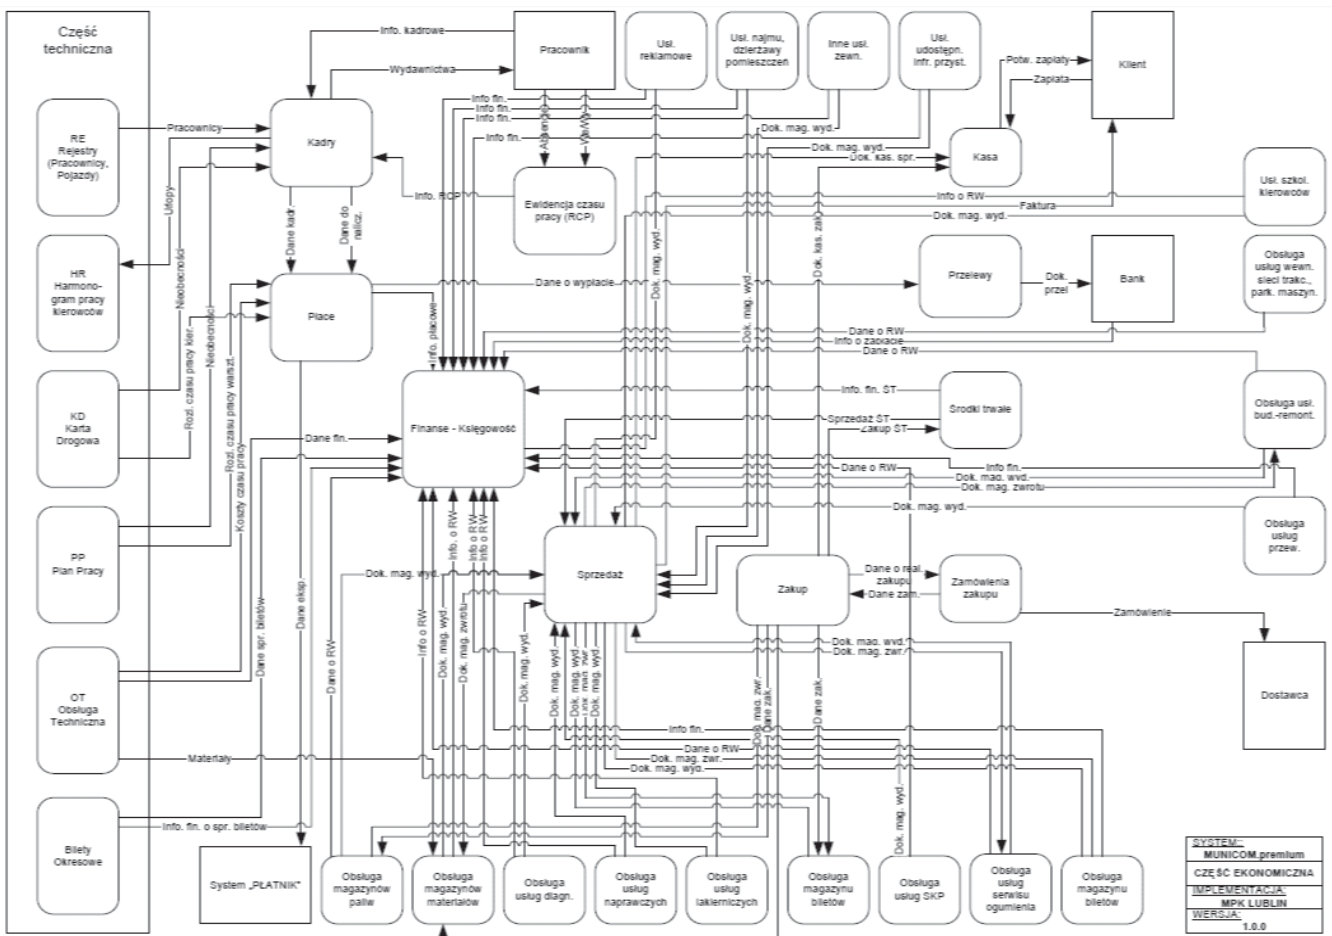 Część
techniczna
RE
Rejestry
(Pracownicy,
Pojazdy)
HR
Harmono-
gram pracy
kierowców
KD
Karta
Drogowa
PP
Plan Pracy
OT
Obsługa
Techniczna
Bilety
Okresowe
Info. kadrowe
Wydawnictwa
Pracownik
Usł.
reklamowe
Usł. najmu,
dzierżawy
pomieszczeń
Inne usł.
zewn.
Usł.
udostępn.
infr. przyst.
Potw. zapłaty
Zapłata
Klient
Kadry
Pracownicy
Urlopy
Nieobecności
Nieobecności
Info fin.
Info fin.
Info fin.
Info fin.
Absencje
Dok. mag. wyd.
Dok. mag. wyd.
Dok. kas. spr.
Kasa
Info. RCP
Ewidencja czasu
pracy (RCP)
Info o RW
Faktura
Dok. mag. wyd.
Usł. szkol.
kierowców
Dane kadr.
Dane do
nalicz.
Dok. mag. wyd.
Dok. mag. wyd.
Dok. kas. zak.
Płace
Dane o wypłacie
Przelewy
Dok.
przel
Bank
Obsługa
usług wewn.
sieci trakc.,
park. maszyn.
Info. płacowe
Dane o RW
Info o zapłacie
Dane o RW
Rozl. czasu pracy kier.
Rozl. czasu pracy warszt.
Koszty czasu pracy
Finanse - Księgowość
Info. fin. ŚT
Sprzedaż ŚT
Zakup ŚT
Środki trwałe
Obsługa usł.
bud.-remont.
Dane fin.
Dane o RW
Info fin.
Dok. mag. wyd.
Dok. mag. zwrotu
Dok. mag. wyd.
Obsługa
usług
przew.
Dane spr. biletów
Dane eksp.
Dane o RW
Dok. mag. wyd.
Info o RW
Info. o RW
Info o RW
Info o RW
Sprzedaż
Zakup
Dane o real.
zakupu
Dane zam.
Zamówienia
zakupu
Zamówienie
Dostawca
Dok. mag. wyd.
Dok. mag. zwrotu
Dok. mag. wyd.
Dok. mag. wyd.
Dok. mag. wyd.
Dok. mag. wyd.
Dok. mag. wyd.
Dok. mag. zwr.
Dok. mag. zwr.
Dane zak.
Dane zak.
Info fin.
Dane o RW
Dok. mag. zwr.
Dok. mag. wyd.
Dok. mag. wyd.
Materiały
Info. fin. o spr. biletów
System „PŁATNIK"
Obsługa
magazynów
paliw
Obsługa
magazynów
materiałów
Obsługa
usług diagn.
Obsługa
usług
naprawczych
Obsługa
usług
lakierniczych
Obsługa
magazynu
biletów
Obsługa
usług SKP
Obsługa
usług
serwisu
ogumienia
Obsługa
magazynu
biletów
SYSTEM:
MUNICOM.premium
CZĘŚĆ EKONOMICZNA
IMPLEMENTACJA:
MPK LUBLIN
WERSJA:
1.0.0